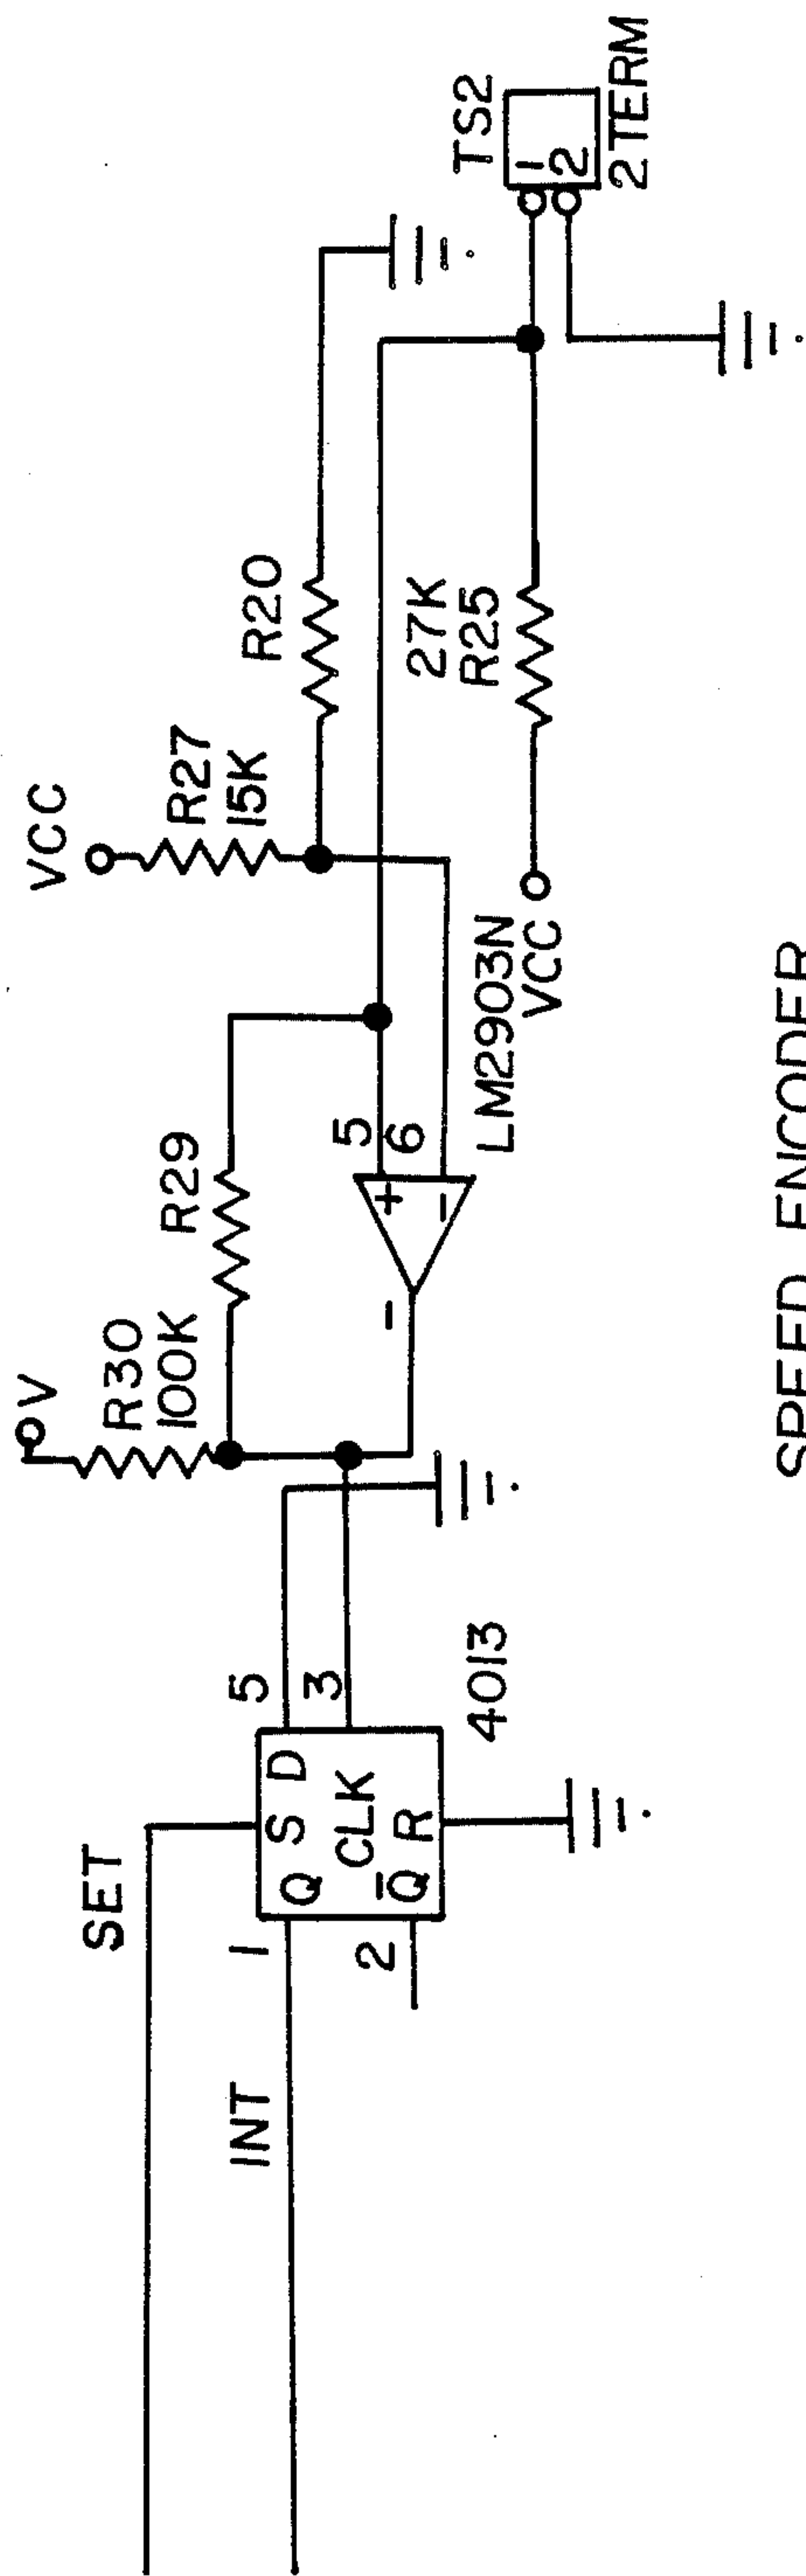 SET
INT
1
2
Q
S
D
CLK
Q
R
5
3
4013
V
R30
100K
R29
-
+
-
5
6
LM2903N
VCC
R27
15K
VCC
R20
27K
R25
TS2
1
2
2TERM
SPEED ENCODER